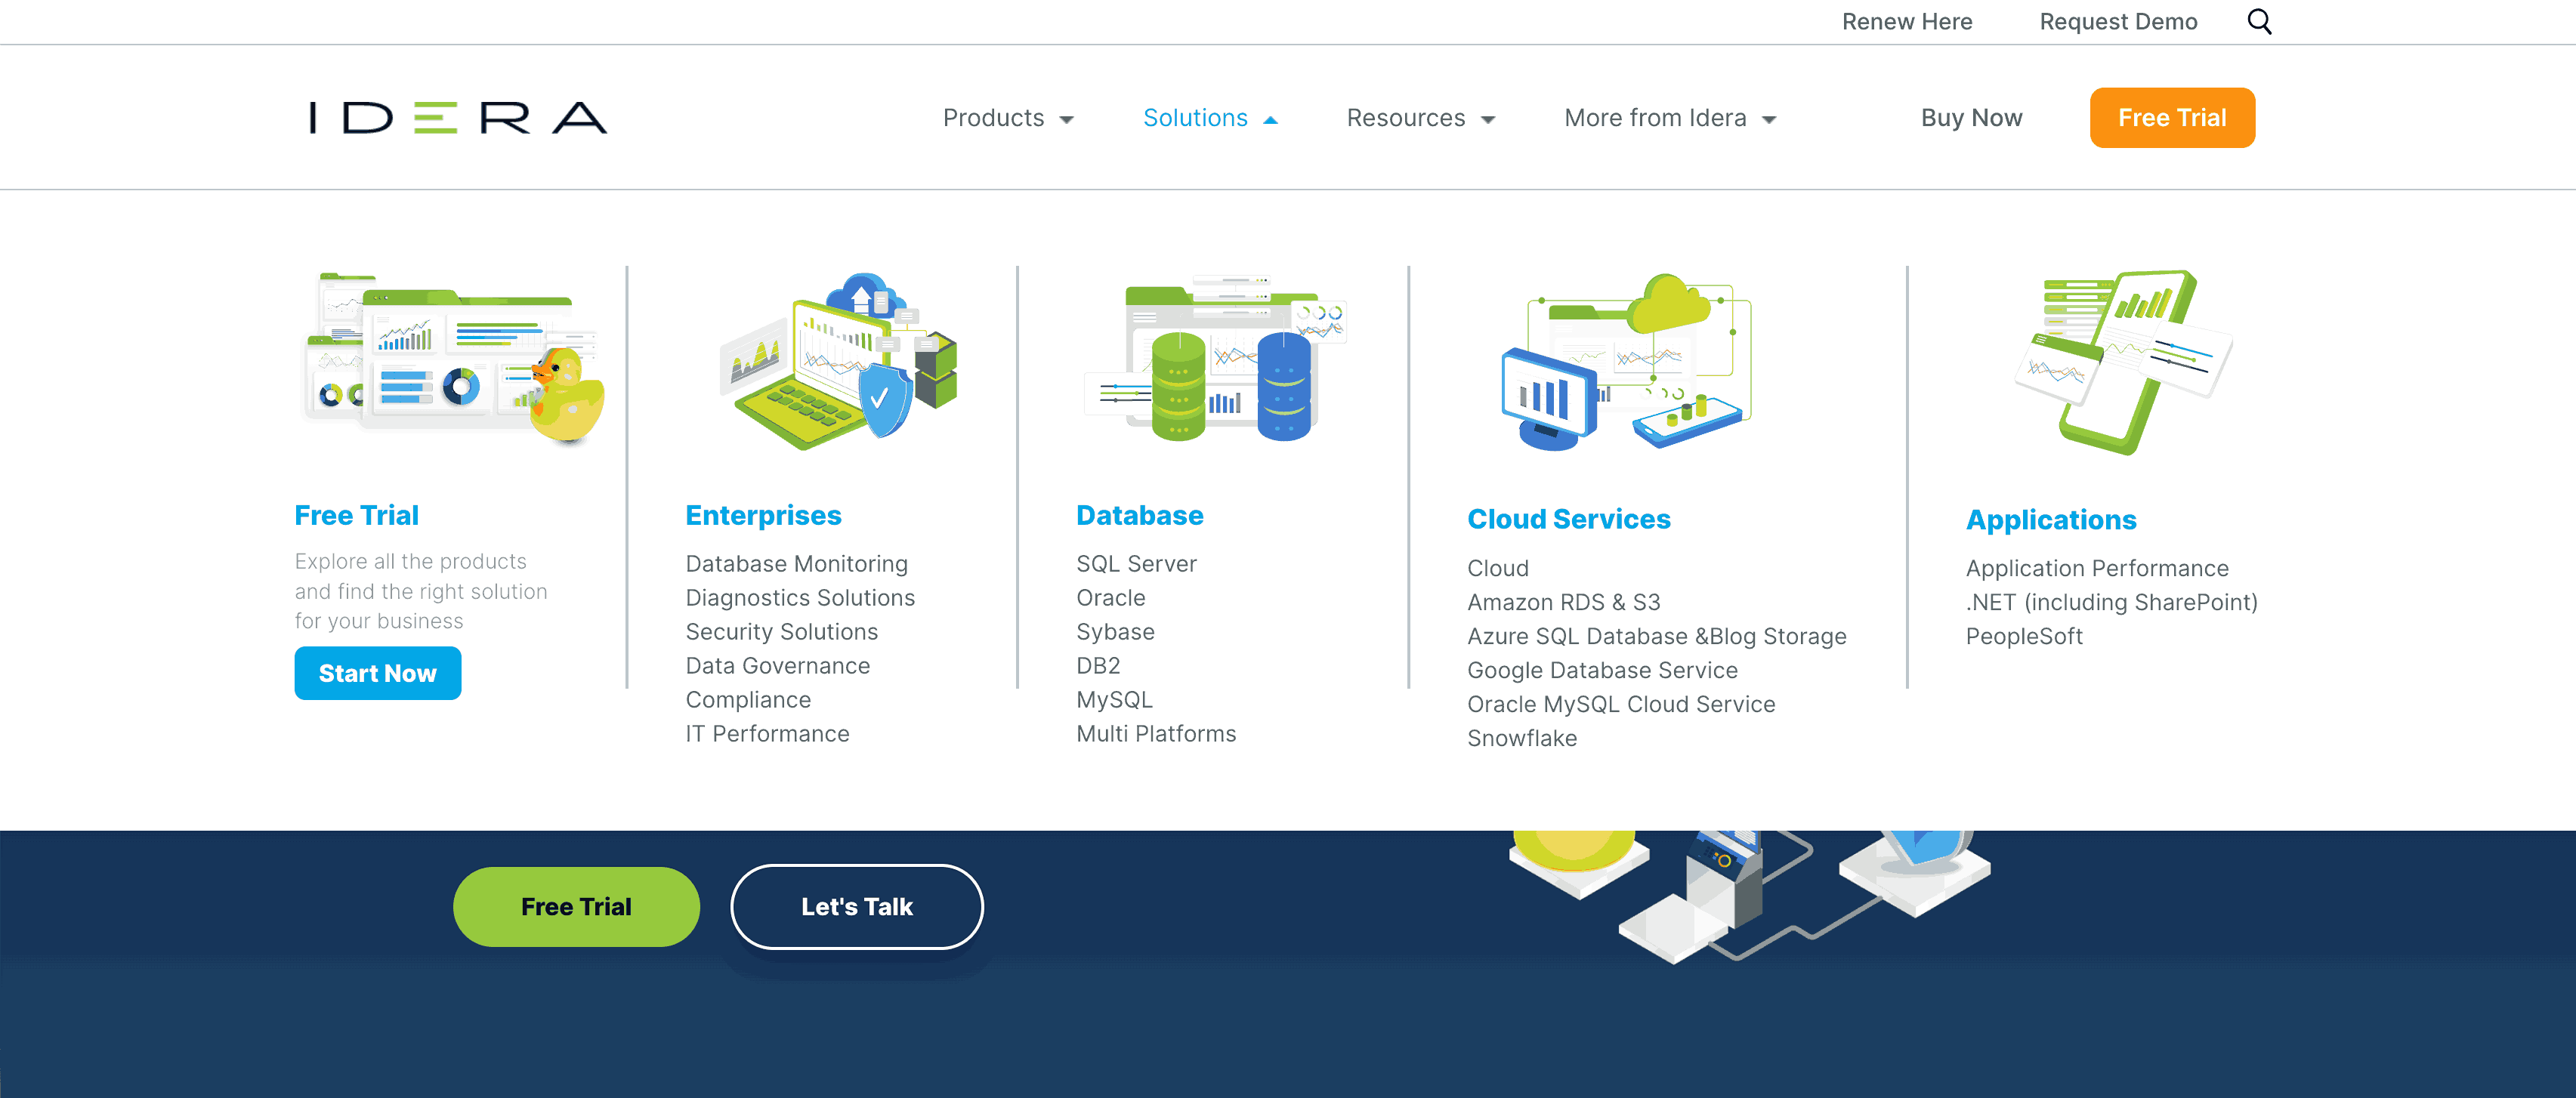 Renew Here
Request Demo
IDERA
Products
Solutions
Resources
More from Idera
Buy Now
Free Trial
Free Trial
Explore all the products
and find the right solution
for your business
Start Now
Enterprises
Database Monitoring
Diagnostics Solutions
Security Solutions
Data Governance
Compliance
IT Performance
Database
SQL Server
Oracle
Sybase
DB2
MySQL
Multi Platforms
Cloud Services
Cloud
Amazon RDS & S3
Azure SQL Database &Blog Storage
Google Database Service
Oracle MySQL Cloud Service
Snowflake
Applications
Application Performance
.NET (including SharePoint)
PeopleSoft
Free Trial
Let's Talk